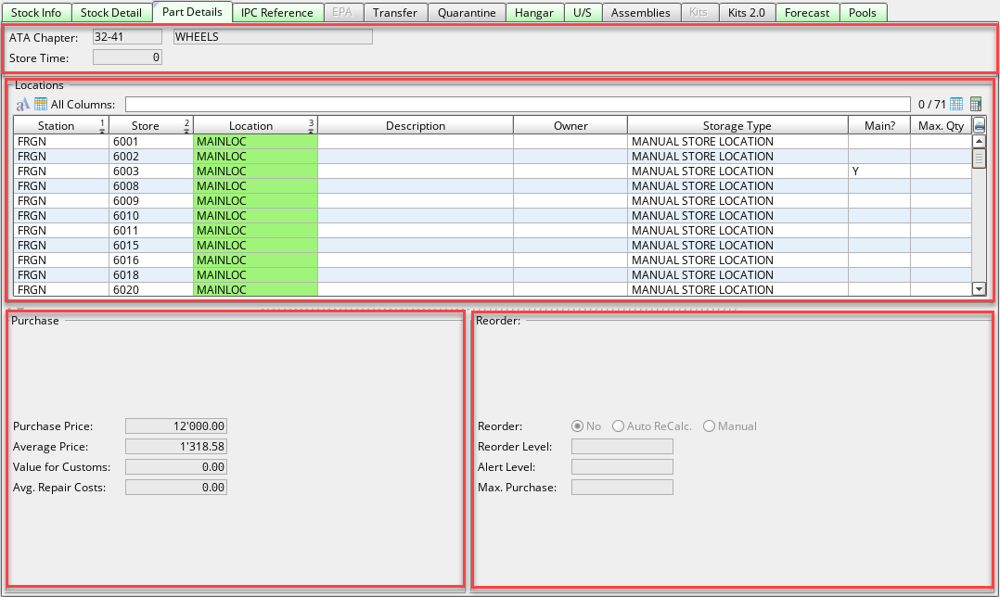 Stock Info Stock Detail Part Details IPC Reference EPA Transfer Quarantine Hangar U/S Assemblies Kits Kits 2.0 Forecast Pools
ATA Chapter: 32-41 WHEELS
Store Time: 0
Locations
All Columns: 0 / 71
Station 1 Store 2 Location 3 Description Owner Storage Type Main? Max. Qty
FRGN 6001 MAINLOC MANUAL STORE LOCATION
FRGN 6002 MAINLOC MANUAL STORE LOCATION
FRGN 6003 MAINLOC MANUAL STORE LOCATION Y
FRGN 6008 MAINLOC MANUAL STORE LOCATION
FRGN 6009 MAINLOC MANUAL STORE LOCATION
FRGN 6010 MAINLOC MANUAL STORE LOCATION
FRGN 6011 MAINLOC MANUAL STORE LOCATION
FRGN 6015 MAINLOC MANUAL STORE LOCATION
FRGN 6016 MAINLOC MANUAL STORE LOCATION
FRGN 6018 MAINLOC MANUAL STORE LOCATION
FRGN 6020 MAINLOC MANUAL STORE LOCATION
Purchase
Purchase Price: 12'000.00
Average Price: 1'318.58
Value for Customs: 0.00
Avg. Repair Costs: 0.00
Reorder:
Reorder: No Auto ReCalc. Manual
Reorder Level:
Alert Level:
Max. Purchase: